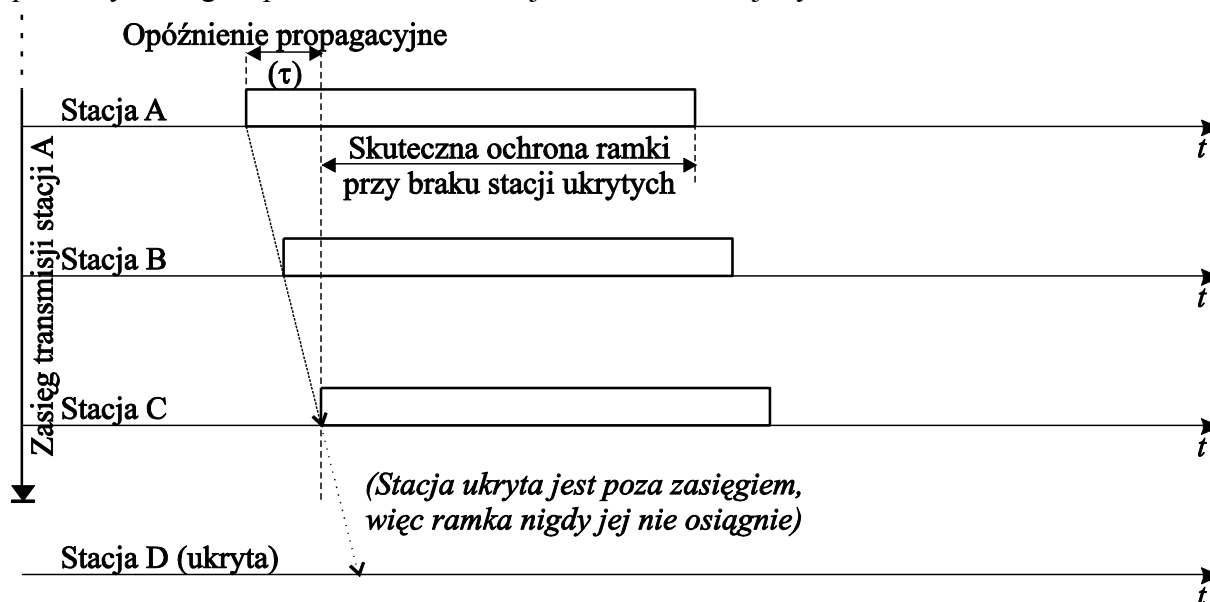 Opóźnienie propagacyjne
(τ)
Stacja A
t
Skuteczna ochrona ramki
przy braku stacji ukrytych
Zasięg transmisji stacji A
Stacja B
t
Stacja C
t
(Stacja ukryta jest poza zasięgiem,
więc ramka nigdy jej nie osiągnie)
Stacja D (ukryta)
t